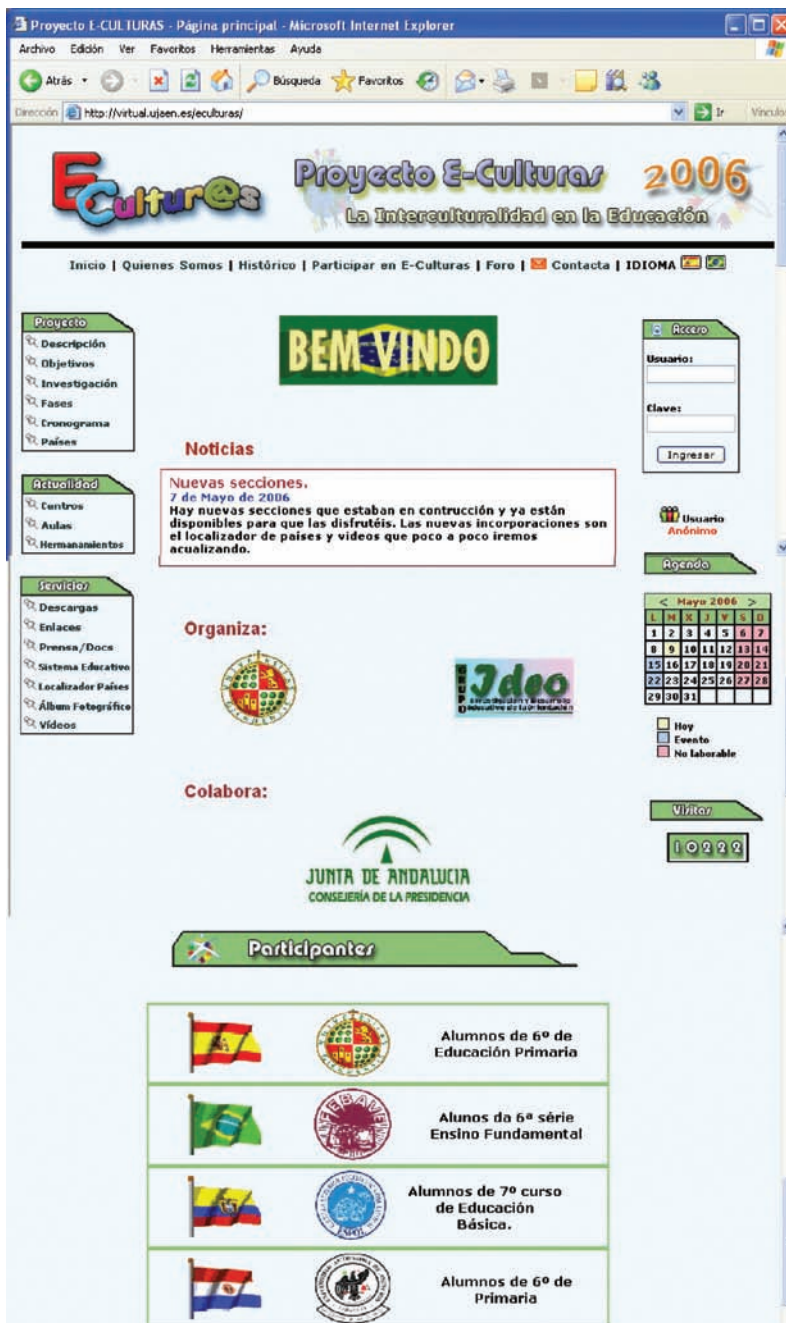 Proyecto E-CULTURAS - Página principal - Microsoft Internet Explorer
Archivo Edición Ver Favoritos Herramientas Ayuda
Atrás Búsqueda Favoritos
Dirección http://virtual.ujaen.es/eculturas/ Ir Vínculo
E-Cultur@s
Proyecto E-Culturas 2006
La Interculturalidad en la Educación
Inicio | Quienes Somos | Histórico | Participar en E-Culturas | Foro | Contacta | IDIOMA
Proyecto
Descripción
Objetivos
Investigación
Fases
Cronograma
Países
Actualidad
Centros
Aulas
Hermanamientos
Servicios
Descargas
Enlaces
Prensa/Docs
Sistema Educativo
Localizador Países
Álbum Fotográfico
Vídeos
BEM VINDO
Noticias
Nuevas secciones.
7 de Mayo de 2006
Hay nuevas secciones que estaban en contrucción y ya están
disponibles para que las disfrutéis. Las nuevas incorporaciones son
el localizador de paises y videos que poco a poco iremos
acualizando.
Organiza:
GRUPO Ideo
Colabora:
JUNTA DE ANDALUCIA
CONSEJERÍA DE LA PRESIDENCIA
Acceso
Usuario:
Clave:
Ingresar
Usuario
Anónimo
Agenda
< Mayo 2006 >
L M X J V S D
1 2 3 4 5 6 7
8 9 10 11 12 13 14
15 16 17 18 19 20 21
22 23 24 25 26 27 28
29 30 31
Hoy
Evento
No laborable
Visitas
10222
Participantes
Alumnos de 6º de
Educación Primaria
Alunos da 6ª série
Ensino Fundamental
Alumnos de 7º curso
de Educación
Básica.
ESPOL
Alumnos de 6º de
Primaria